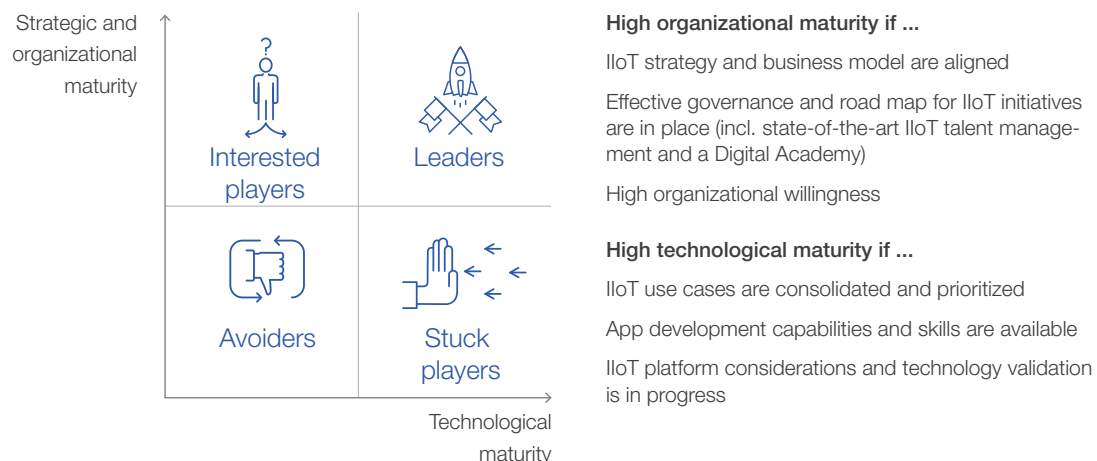 Strategic and
organizational
maturity
?
Interested
players
Leaders
Avoiders
Stuck
players
Technological
maturity
High organizational maturity if ...
IIoT strategy and business model are aligned
Effective governance and road map for IIoT initiatives
are in place (incl. state-of-the-art IIoT talent manage-
ment and a Digital Academy)
High organizational willingness
High technological maturity if ...
IIoT use cases are consolidated and prioritized
App development capabilities and skills are available
IIoT platform considerations and technology validation
is in progress